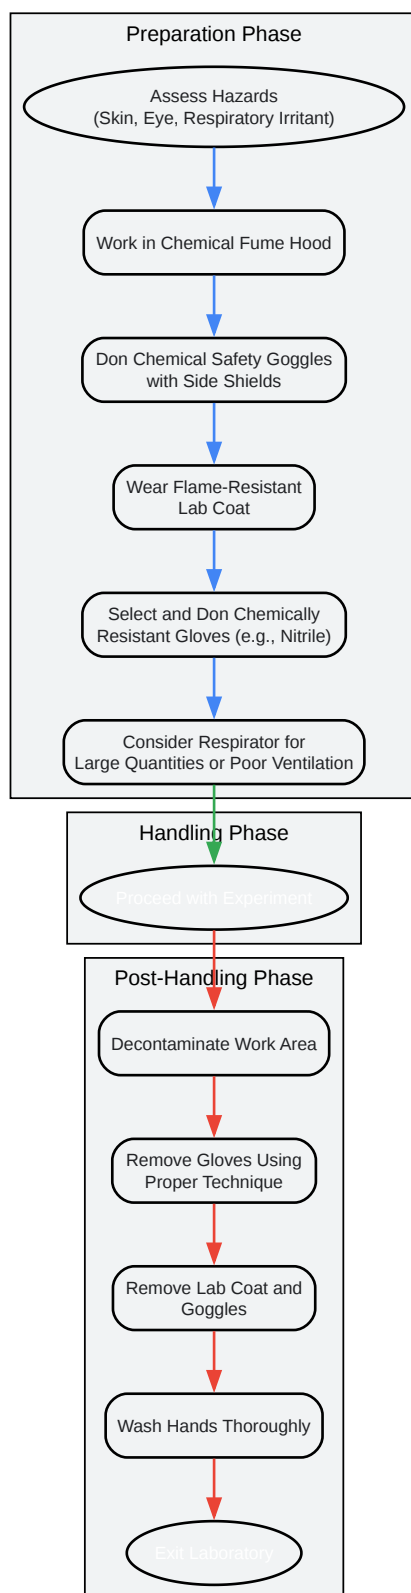 Preparation Phase
Assess Hazards
(Skin, Eye, Respiratory Irritant)
Work in Chemical Fume Hood
Don Chemical Safety Goggles
with Side Shields
Wear Flame-Resistant
Lab Coat
Select and Don Chemically
Resistant Gloves (e.g., Nitrile)
Consider Respirator for
Large Quantities or Poor Ventilation
Handling Phase
Proceed with Experiment
Post-Handling Phase
Decontaminate Work Area
Remove Gloves Using
Proper Technique
Remove Lab Coat and
Goggles
Wash Hands Thoroughly
Exit Laboratory